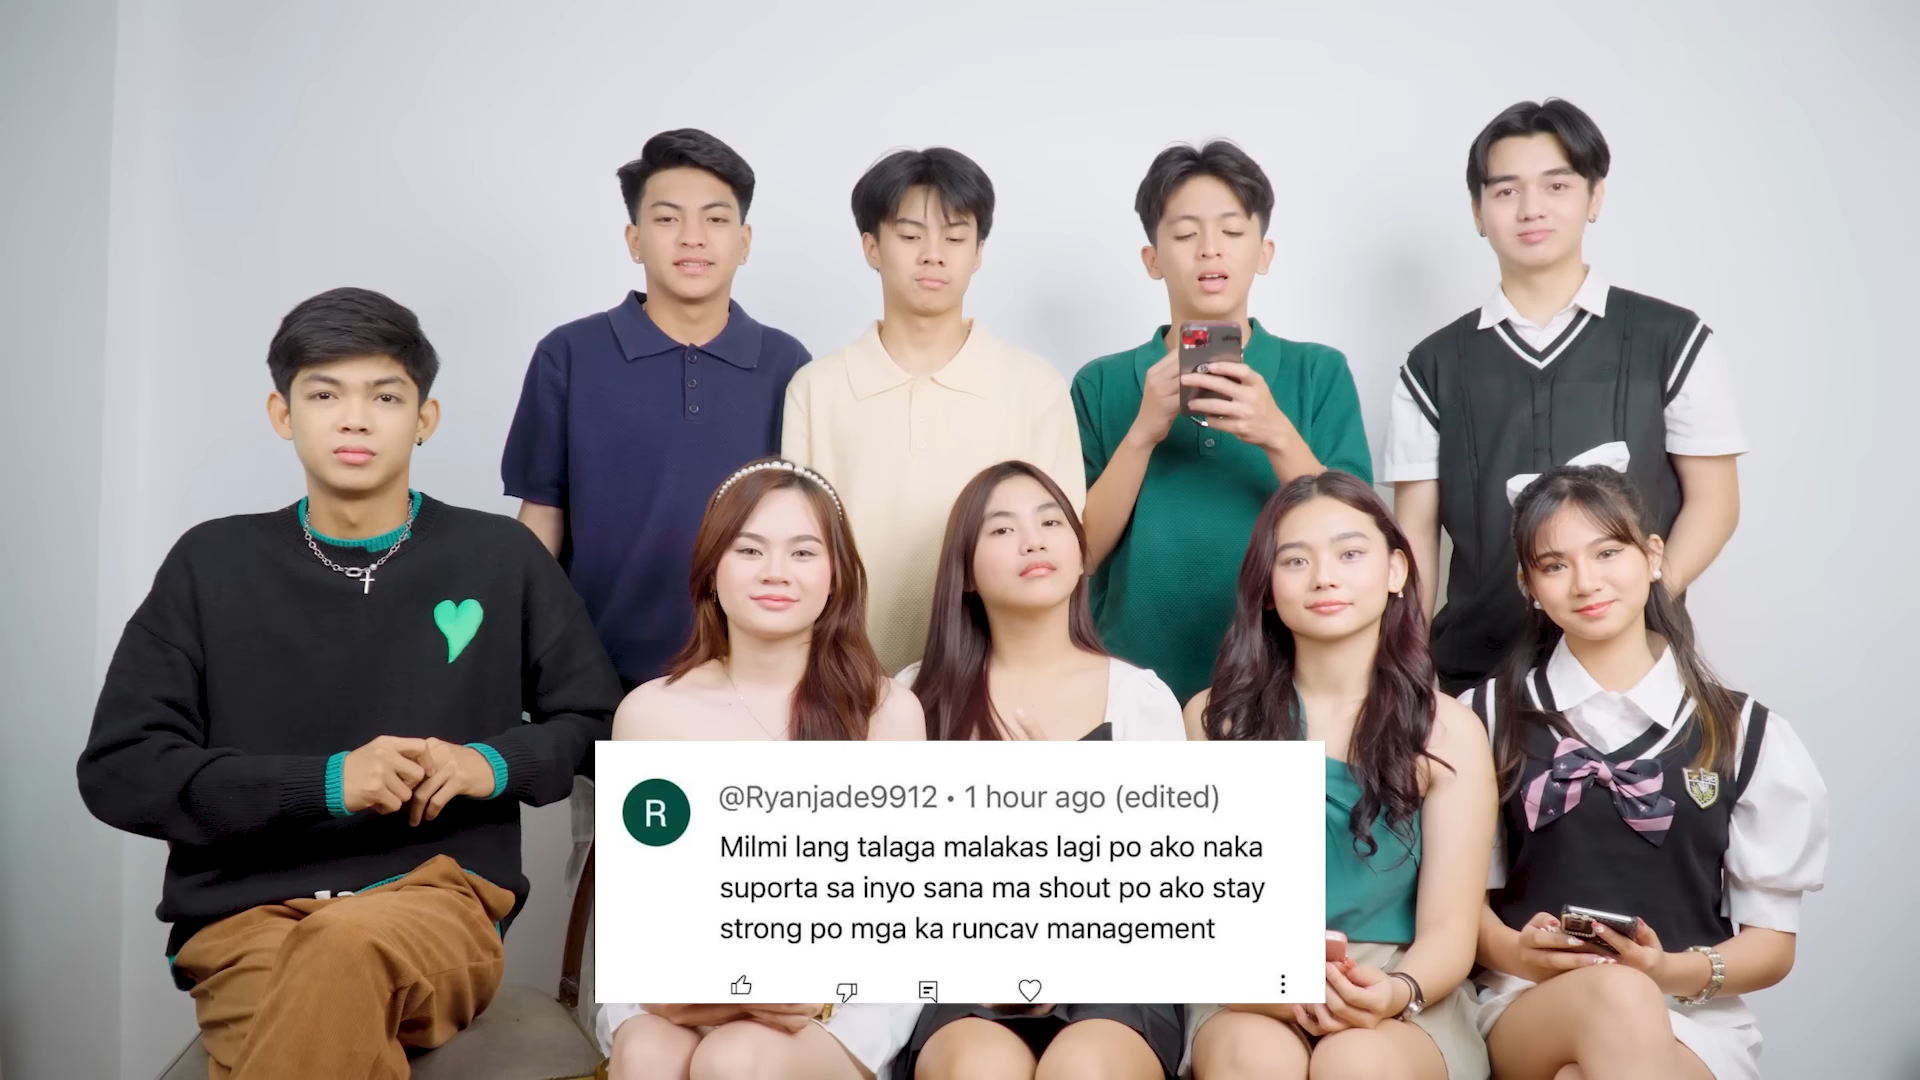 R
@Ryanjade9912 • 1 hour ago (edited)
Milmi lang talaga malakas lagi po ako naka
suporta sa inyo sana ma shout po ako stay
strong po mga ka runcav management